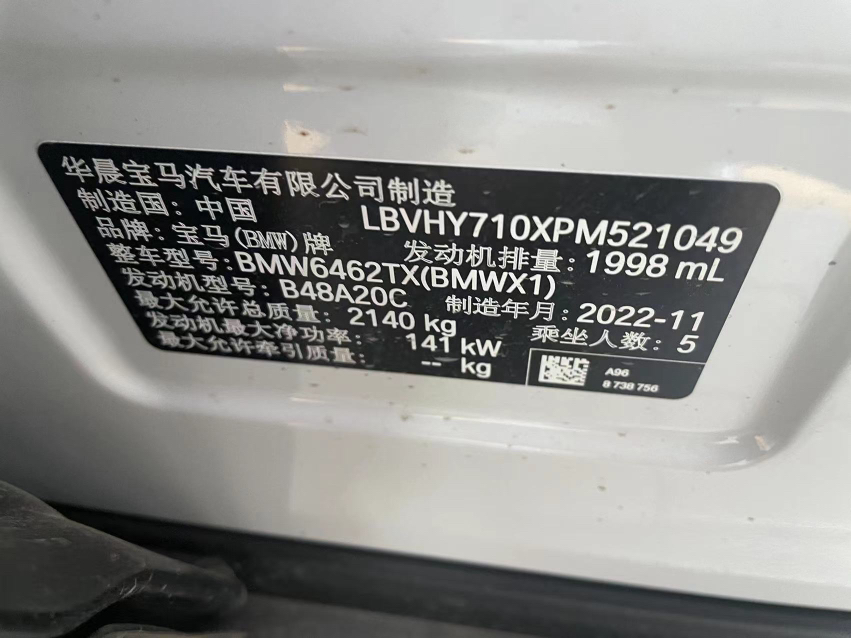 华晨宝马汽车有限公司制造
制造国: 中国 LBVHY710XPM521049
品牌: 宝马(BMW)牌 发动机排量: 1998 mL
整车型号: BMW6462TX(BMWX1)
发动机型号: B48A20C 制造年月: 2022-11
最大允许总质量: 2140 kg 乘坐人数: 5
发动机最大净功率: 141 kW
最大允许牵引质量: -- kg
A96
8 738 756